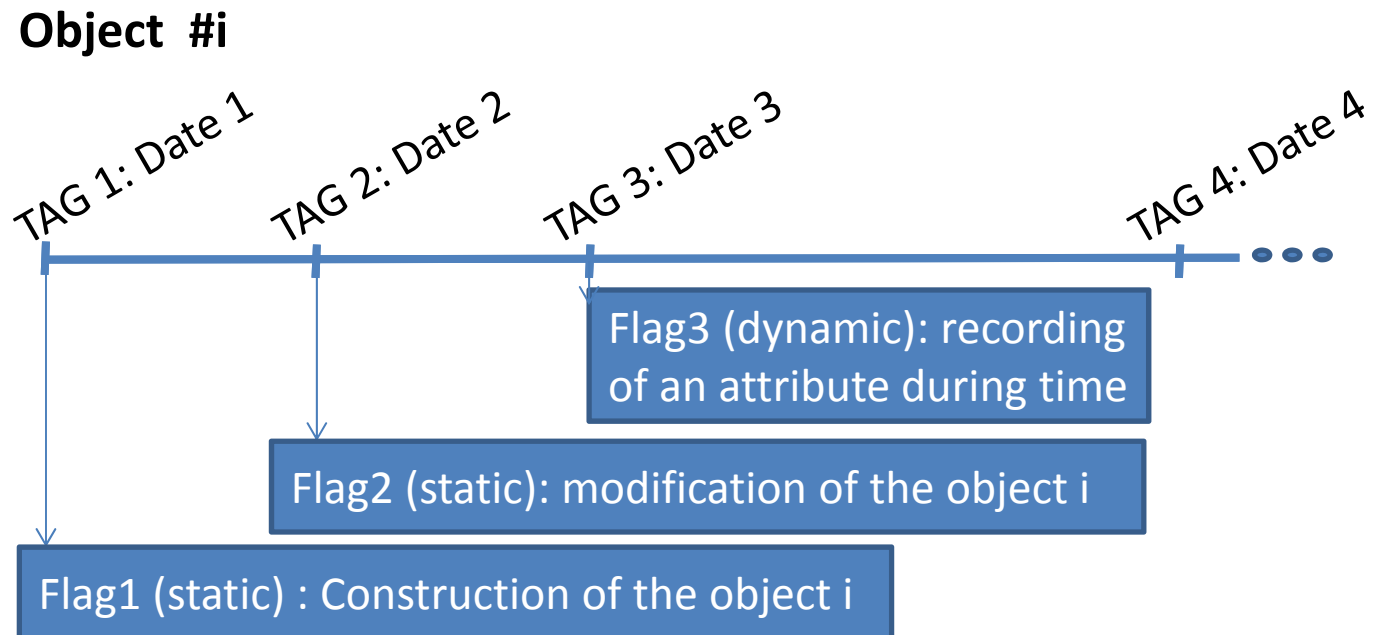 Object #i
TAG 1: Date 1
TAG 2: Date 2
TAG 3: Date 3
TAG 4: Date 4
Flag3 (dynamic): recording
of an attribute during time
Flag2 (static): modification of the object i
Flag1 (static) : Construction of the object i